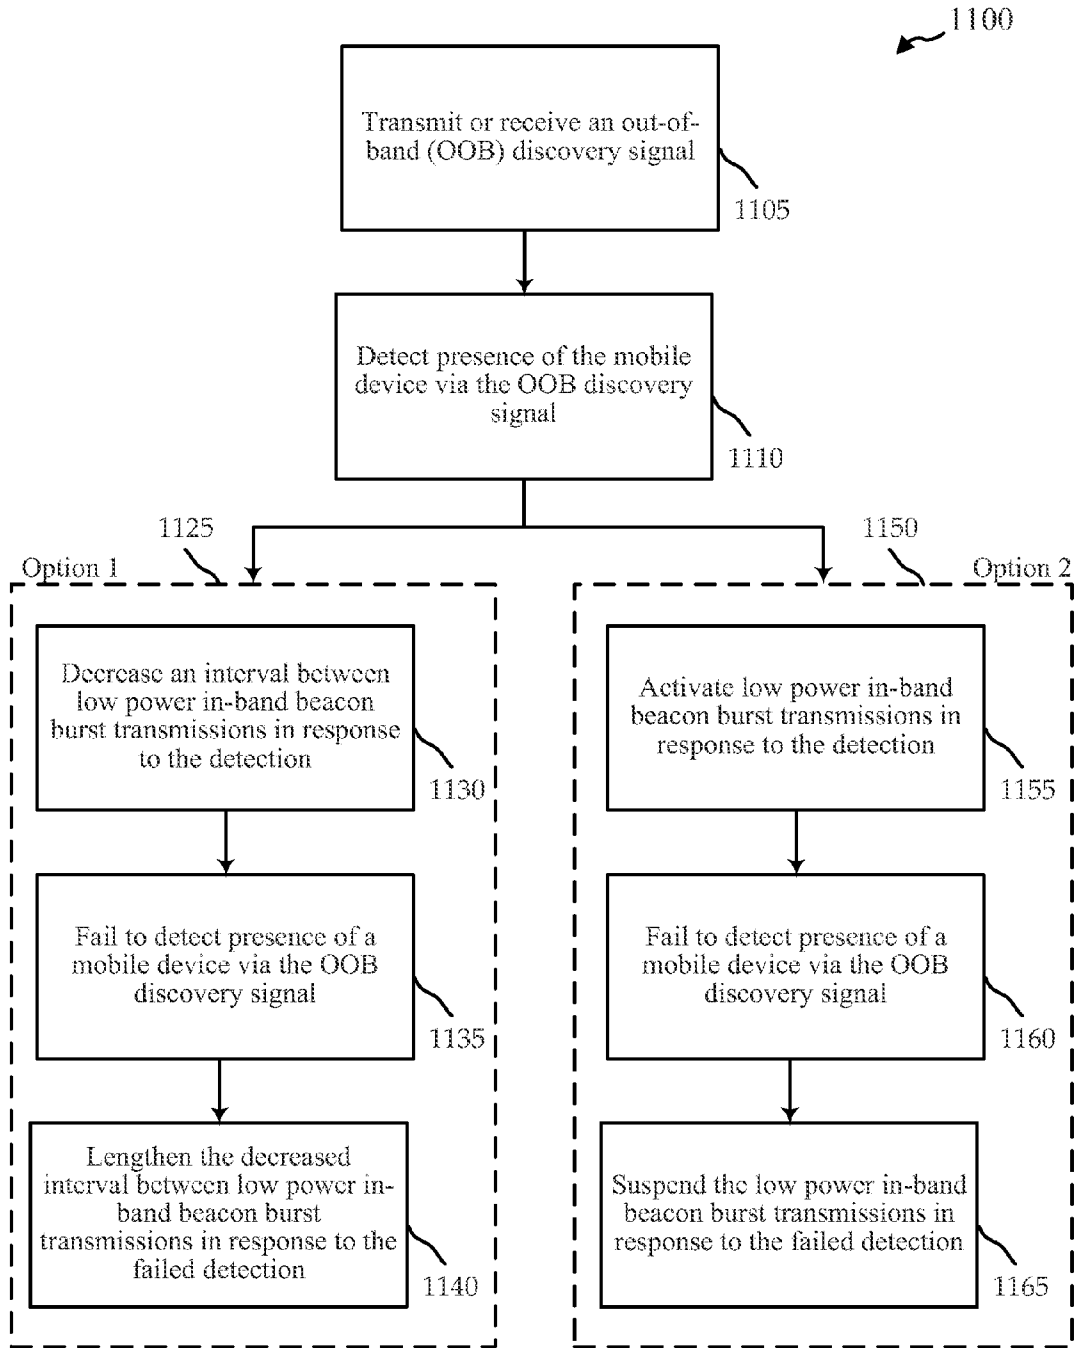 1100
Transmit or receive an out-of-
band (OOB) discovery signal
1105
Detect presence of the mobile
device via the OOB discovery
signal
1110
1125
Option 1
Decrease an interval between
low power in-band beacon
burst transmissions in response
to the detection
1130
Fail to detect presence of a
mobile device via the OOB
discovery signal
1135
Lengthen the decreased
interval between low power in-
band beacon burst
transmissions in response to the
failed detection
1140
1150
Option 2
Activate low power in-band
beacon burst transmissions in
response to the detection
1155
Fail to detect presence of a
mobile device via the OOB
discovery signal
1160
Suspend the low power in-band
beacon burst transmissions in
response to the failed detection
1165